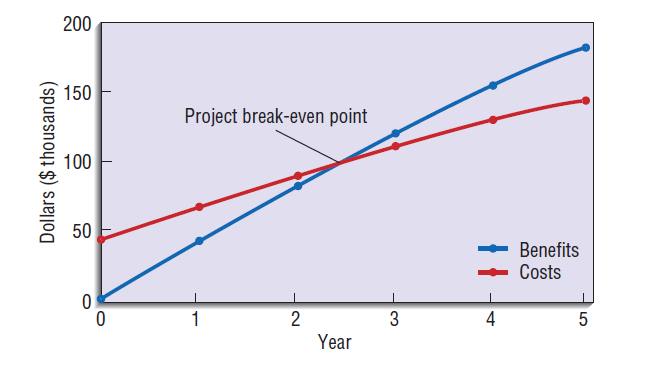 200
150
Project break-even point
100
Dollars ($ thousands)
50
Benefits
Costs
0
0 1 2 3 4 5
Year